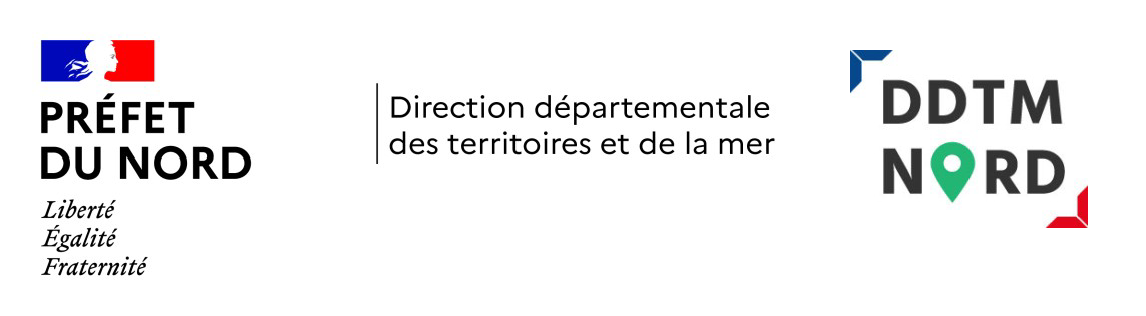 PRÉFET
DU NORD
Liberté
Égalité
Fraternité
Direction départementale
des territoires et de la mer
DDTM
NORD